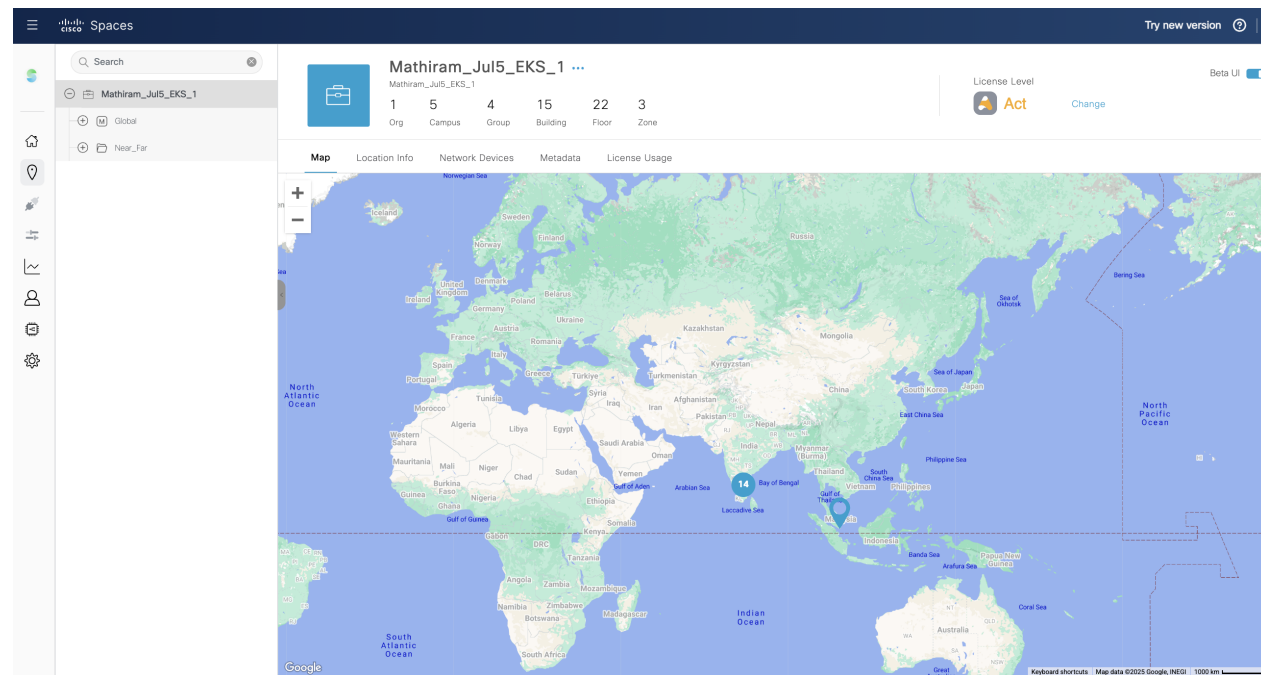 cisco Spaces
Try new version
Search
Mathiram_Jul5_EKS_1
M Global
Near_Far
Mathiram_Jul5_EKS_1 •••
Mathiram_Jul5_EKS_1
1 5 4 15 22 3
Org Campus Group Building Floor Zone
License Level
Act Change
Beta UI
Map Location Info Network Devices Metadata License Usage
Norwegian Sea
Iceland
Sweden
Finland
Norway
Russia
Bering Sea
Sea of
Okhotsk
United
Kingdom
Denmark
Ireland
Poland
Belarus
Germany
Ukraine
Austria
France
Romania
Kazakhstan
Mongolia
Italy
Spain
Portugal
Greece
Türkiye
Turkmenistan
Kyrgyzstan
Sea of Japan
South Korea
Japan
China
North
Atlantic
Ocean
Tunisia
Morocco
Syria
Iraq
Iran
Afghanistan
Pakistan
East China Sea
North
Pacific
Ocean
Algeria
Libya
Egypt
Western
Sahara
Saudi Arabia
Nepal
India
Myanmar
(Burma)
Oman
Mauritania
Mali
Niger
Chad
Sudan
Yemen
Philippine Sea
Thailand
South
China Sea
Vietnam
Philippines
Burkina
Faso
Guinea
Nigeria
Ghana
Ethiopia
Gulf of Aden
Arabian Sea
14
Bay of Bengal
Laccadive Sea
Gulf of
Gulf of Guinea
Somalia
Gabon
Kenya
DRC
Indonesia
Tanzania
Banda Sea
Papua New
Guinea
Arafura Sea
Angola
Zambia
Mozambique
Namibia
Zimbabwe
Botswana
Madagascar
Indian
Ocean
NT
Coral Sea
QLD
Australia
WA
South
Atlantic
Ocean
South Africa
NSW
Great
Google
Keyboard shortcuts Map data ©2025 Google, INEGI 1000 km